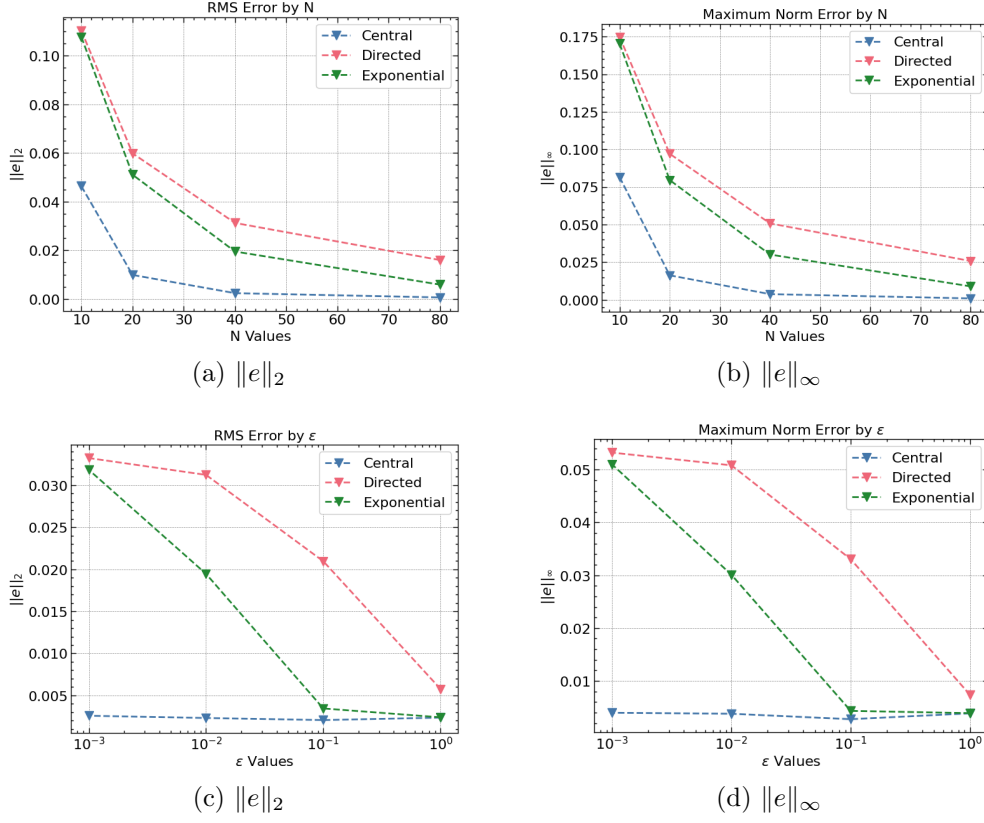 RMS Error by N
0.10
0.08
0.06
0.04
0.02
0.00
||e||₂
Central
Directed
Exponential
10 20 30 40 50 60 70 80
N Values
(a) ‖e‖₂
Maximum Norm Error by N
0.175
0.150
0.125
0.100
0.075
0.050
0.025
0.000
||e||∞
Central
Directed
Exponential
10 20 30 40 50 60 70 80
N Values
(b) ‖e‖∞
RMS Error by ε
0.030
0.025
0.020
0.015
0.010
0.005
||e||₂
Central
Directed
Exponential
10⁻³ 10⁻² 10⁻¹ 10⁰
ε Values
(c) ‖e‖₂
Maximum Norm Error by ε
0.05
0.04
0.03
0.02
0.01
||e||∞
Central
Directed
Exponential
10⁻³ 10⁻² 10⁻¹ 10⁰
ε Values
(d) ‖e‖∞